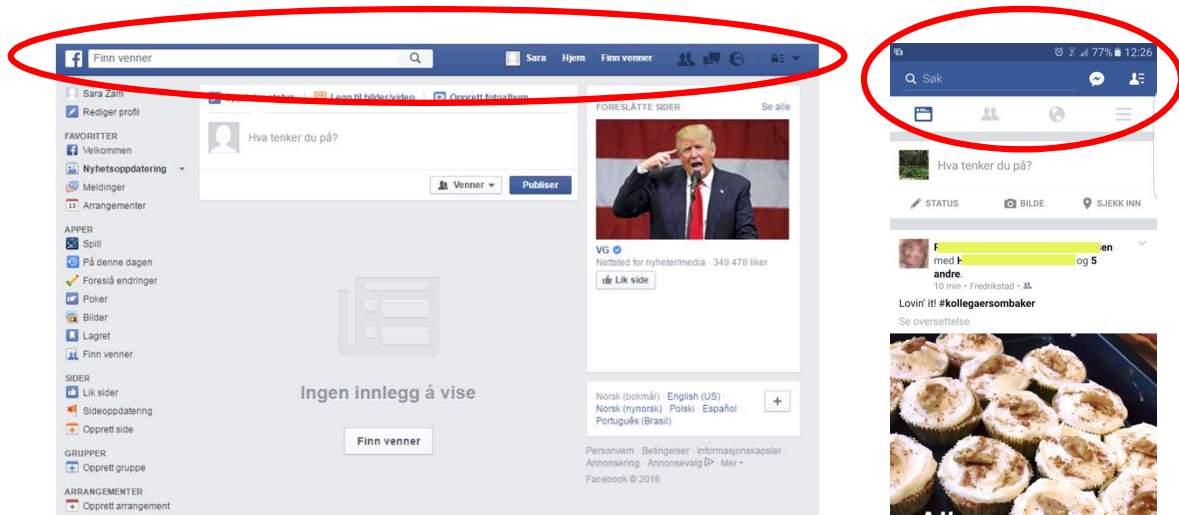 Finn venner
Sara Hjem Finn venner
Sara Zam
Rediger profil
FAVORITTER
Velkommen
Nyhetsoppdatering
Meldinger
13 Arrangementer
APPER
Spill
På denne dagen
Foreslå endringer
Poker
Bilder
Lagret
Finn venner
SIDER
Lik sider
Sideoppdatering
Opprett side
GRUPPER
Opprett gruppe
ARRANGEMENTER
Opprett arrangement
status Legg til bilder/video Opprett fotoalbum
Hva tenker du på?
Venner Publiser
Ingen innlegg å vise
Finn venner
FORESLÅTTE SIDER Se alle
VG
Nettsted for nyheter/media · 349 478 liker
Lik side
Norsk (bokmål) · English (US) ·
Norsk (nynorsk) · Polski · Español ·
Português (Brasil)
+
Personvern · Betingelser · Informasjonskapsler ·
Annonsering · Annonsevalg · Mer
Facebook © 2016
77% 12:26
Søk
Hva tenker du på?
STATUS BILDE SJEKK INN
en
med H og 5
andre.
10 min • Fredrikstad •
Lovin' it! #kollegaersombaker
Se oversettelse